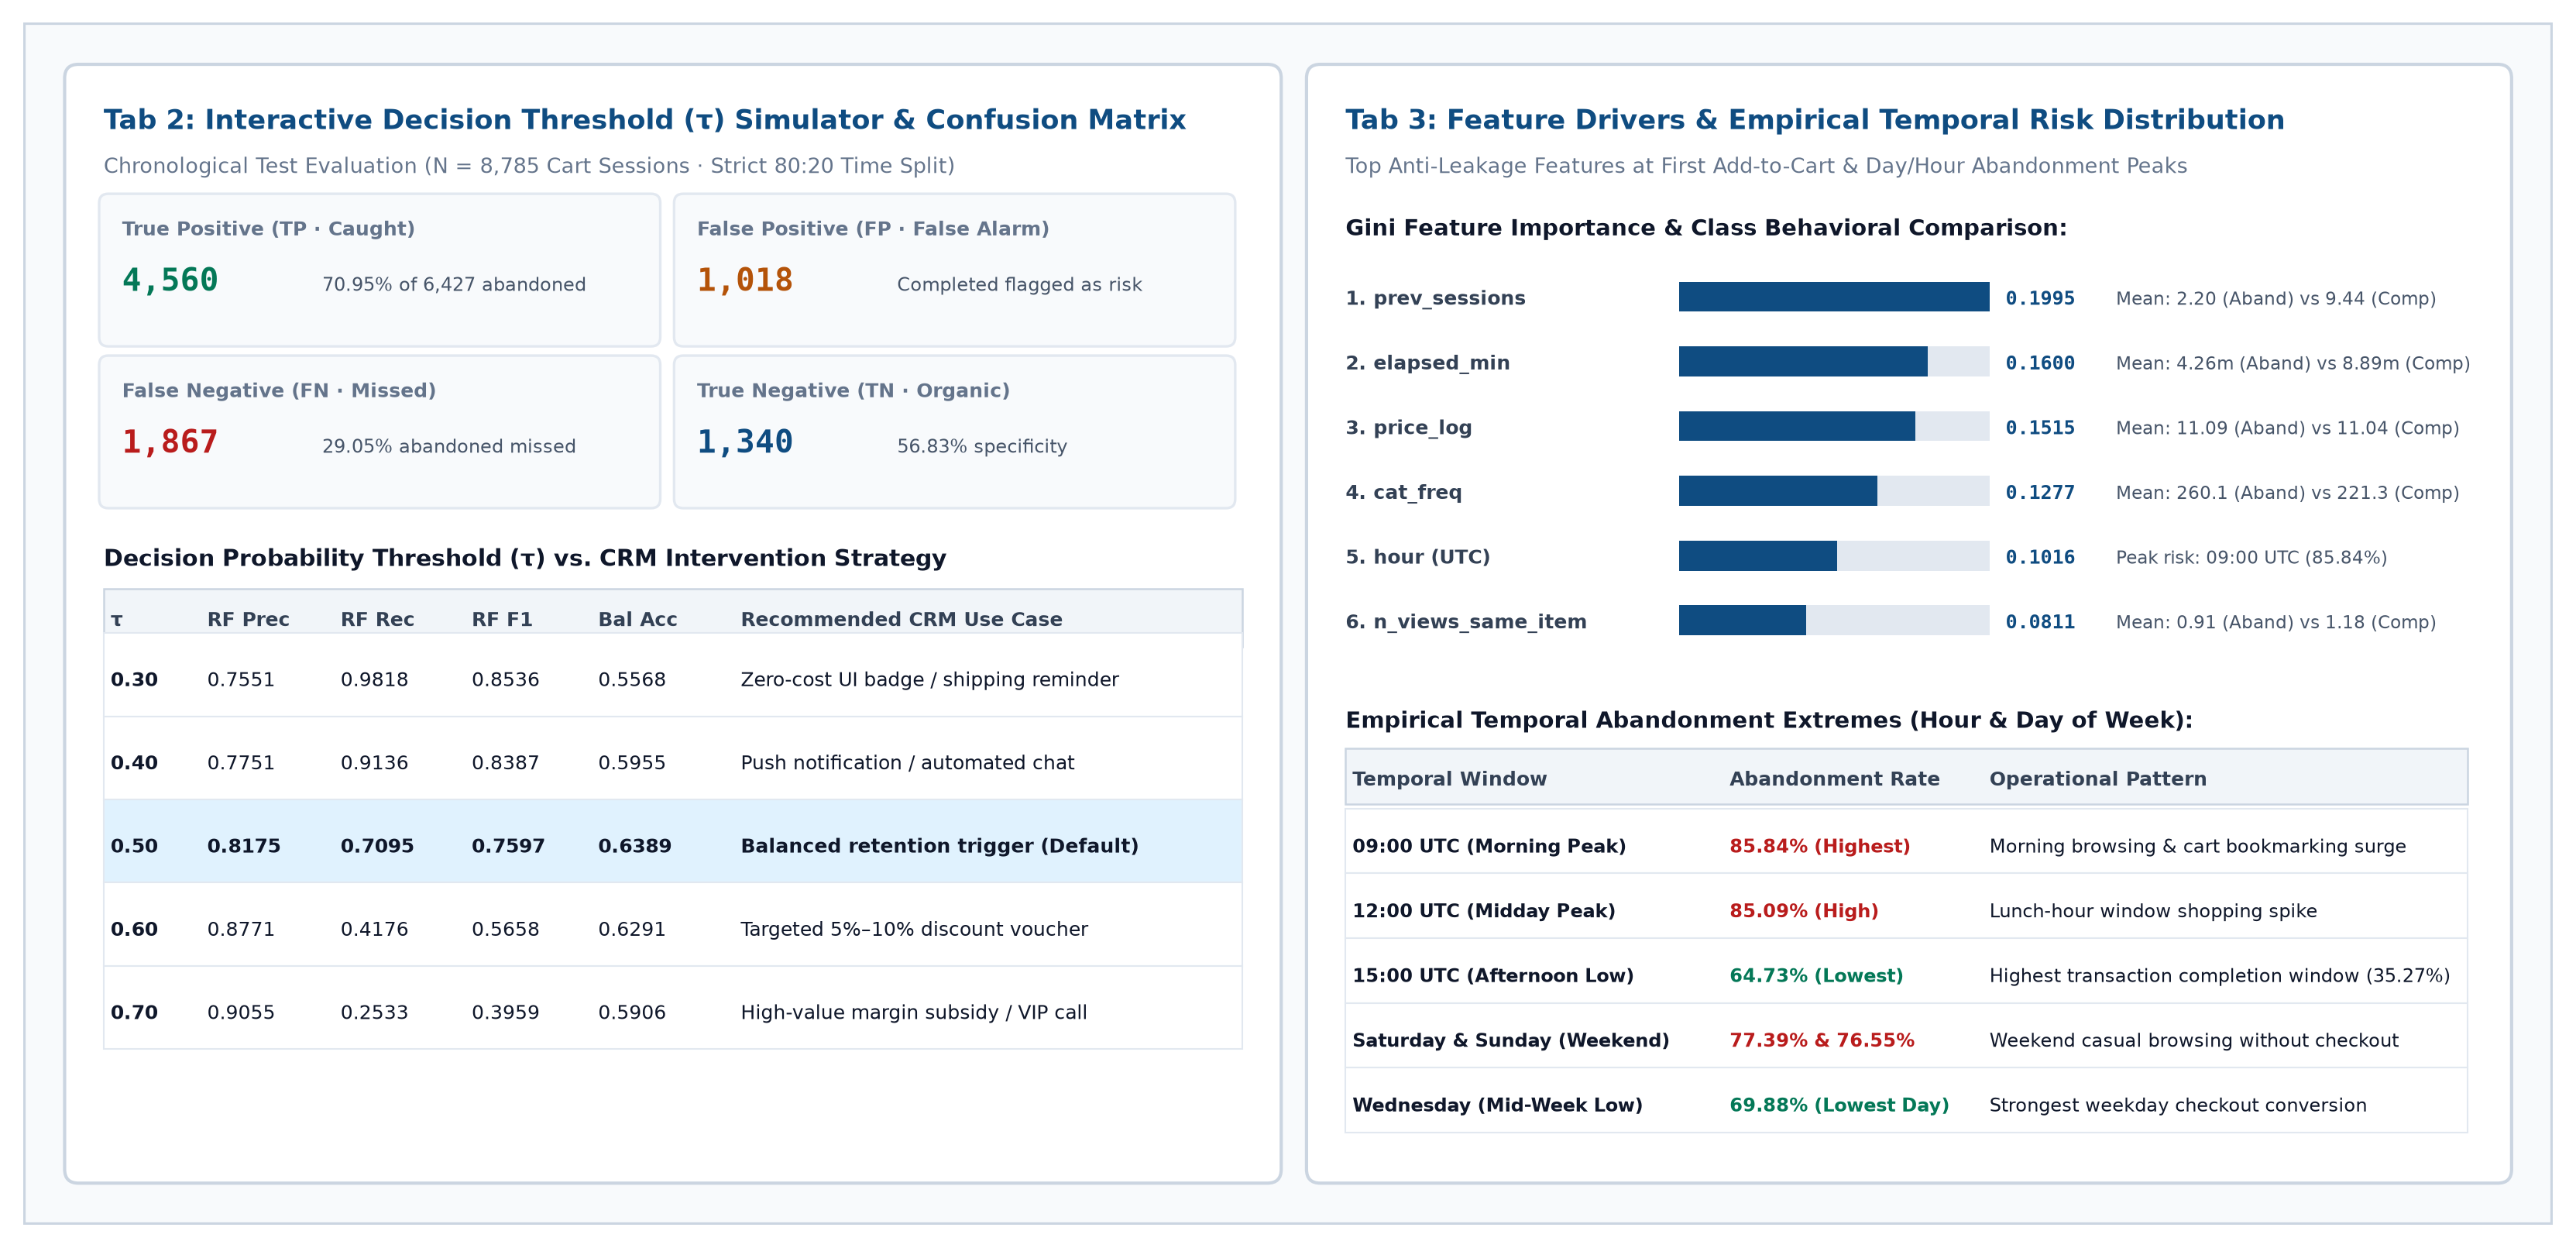 Tab 2: Interactive Decision Threshold (τ) Simulator & Confusion Matrix
Chronological Test Evaluation (N = 8,785 Cart Sessions · Strict 80:20 Time Split)
True Positive (TP · Caught)
4,560 70.95% of 6,427 abandoned
False Positive (FP · False Alarm)
1,018 Completed flagged as risk
False Negative (FN · Missed)
1,867 29.05% abandoned missed
True Negative (TN · Organic)
1,340 56.83% specificity
Decision Probability Threshold (τ) vs. CRM Intervention Strategy
τ RF Prec RF Rec RF F1 Bal Acc Recommended CRM Use Case
0.30 0.7551 0.9818 0.8536 0.5568 Zero-cost UI badge / shipping reminder
0.40 0.7751 0.9136 0.8387 0.5955 Push notification / automated chat
0.50 0.8175 0.7095 0.7597 0.6389 Balanced retention trigger (Default)
0.60 0.8771 0.4176 0.5658 0.6291 Targeted 5%–10% discount voucher
0.70 0.9055 0.2533 0.3959 0.5906 High-value margin subsidy / VIP call
Tab 3: Feature Drivers & Empirical Temporal Risk Distribution
Top Anti-Leakage Features at First Add-to-Cart & Day/Hour Abandonment Peaks
Gini Feature Importance & Class Behavioral Comparison:
1. prev_sessions 0.1995 Mean: 2.20 (Aband) vs 9.44 (Comp)
2. elapsed_min 0.1600 Mean: 4.26m (Aband) vs 8.89m (Comp)
3. price_log 0.1515 Mean: 11.09 (Aband) vs 11.04 (Comp)
4. cat_freq 0.1277 Mean: 260.1 (Aband) vs 221.3 (Comp)
5. hour (UTC) 0.1016 Peak risk: 09:00 UTC (85.84%)
6. n_views_same_item 0.0811 Mean: 0.91 (Aband) vs 1.18 (Comp)
Empirical Temporal Abandonment Extremes (Hour & Day of Week):
Temporal Window Abandonment Rate Operational Pattern
09:00 UTC (Morning Peak) 85.84% (Highest) Morning browsing & cart bookmarking surge
12:00 UTC (Midday Peak) 85.09% (High) Lunch-hour window shopping spike
15:00 UTC (Afternoon Low) 64.73% (Lowest) Highest transaction completion window (35.27%)
Saturday & Sunday (Weekend) 77.39% & 76.55% Weekend casual browsing without checkout
Wednesday (Mid-Week Low) 69.88% (Lowest Day) Strongest weekday checkout conversion